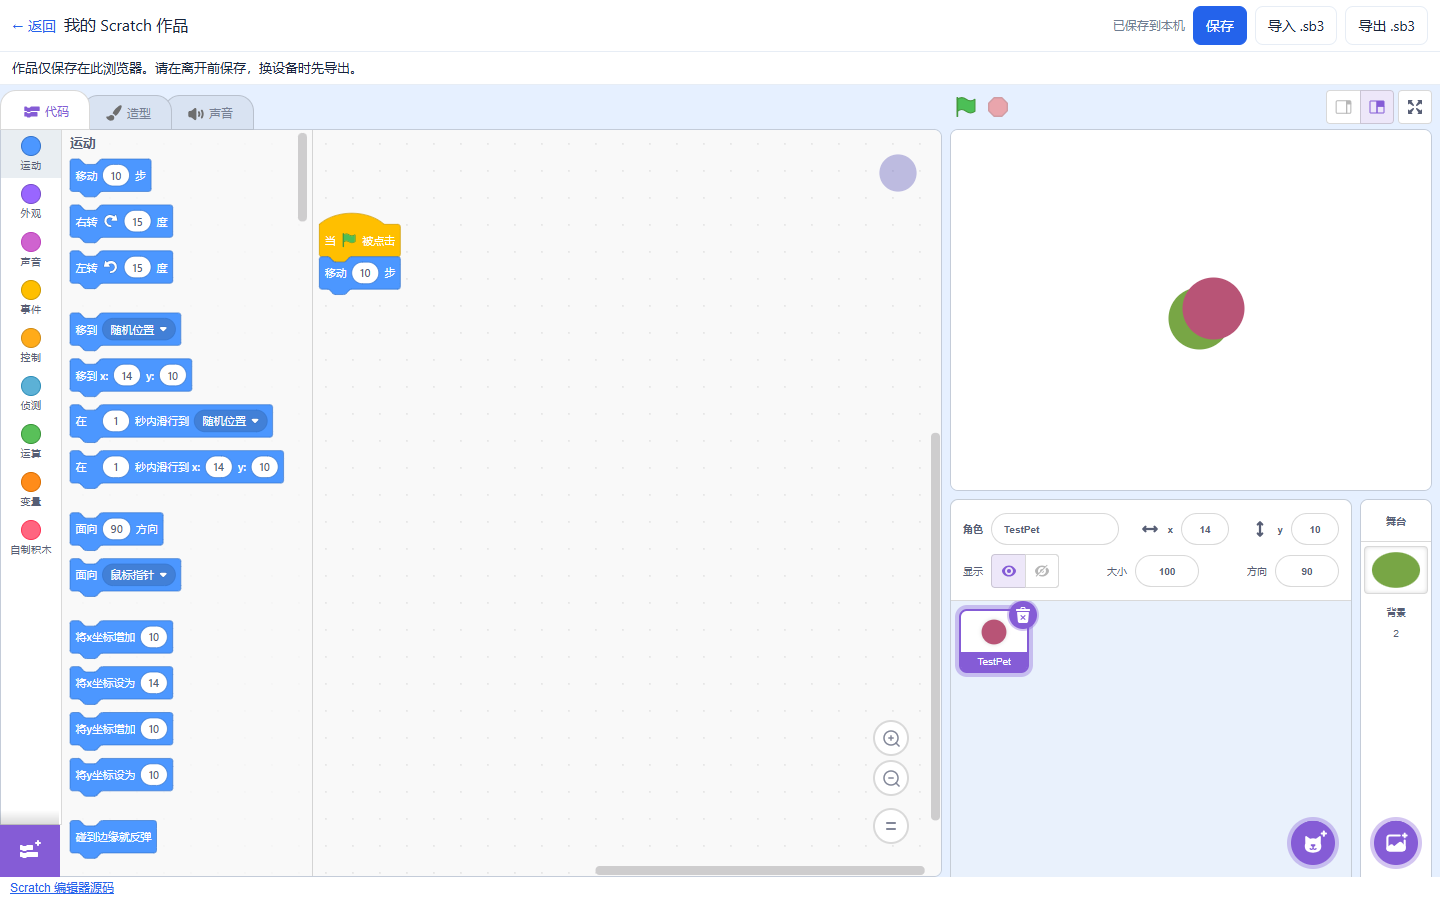 ← 返回 我的 Scratch 作品
已保存到本机 保存 导入 .sb3 导出 .sb3
作品仅保存在此浏览器。请在离开前保存，换设备时先导出。
代码 造型 声音
运动
外观
声音
事件
控制
侦测
运算
变量
自制积木
运动
移动 10 步
右转 15 度
左转 15 度
移到 随机位置
移到 x: 14 y: 10
在 1 秒内滑行到 随机位置
在 1 秒内滑行到 x: 14 y: 10
面向 90 方向
面向 鼠标指针
将x坐标增加 10
将x坐标设为 14
将y坐标增加 10
将y坐标设为 10
碰到边缘就反弹
当 被点击
移动 10 步
角色 TestPet x 14 y 10
显示 大小 100 方向 90
TestPet
舞台
背景
2
Scratch 编辑器源码